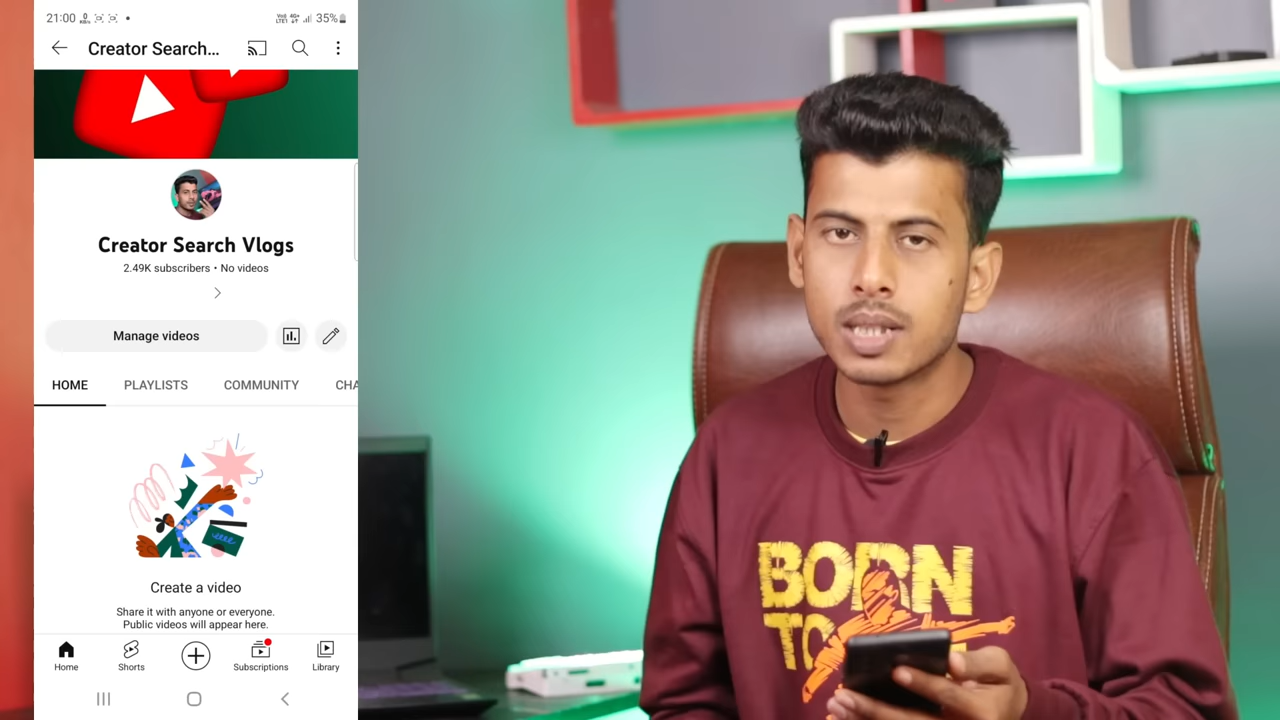 21:00
35%
Creator Search...
Creator Search Vlogs
2.49K subscribers • No videos
Manage videos
HOME PLAYLISTS COMMUNITY CHA
Create a video
Share it with anyone or everyone.
Public videos will appear here.
Home Shorts Subscriptions Library
BORN
TO